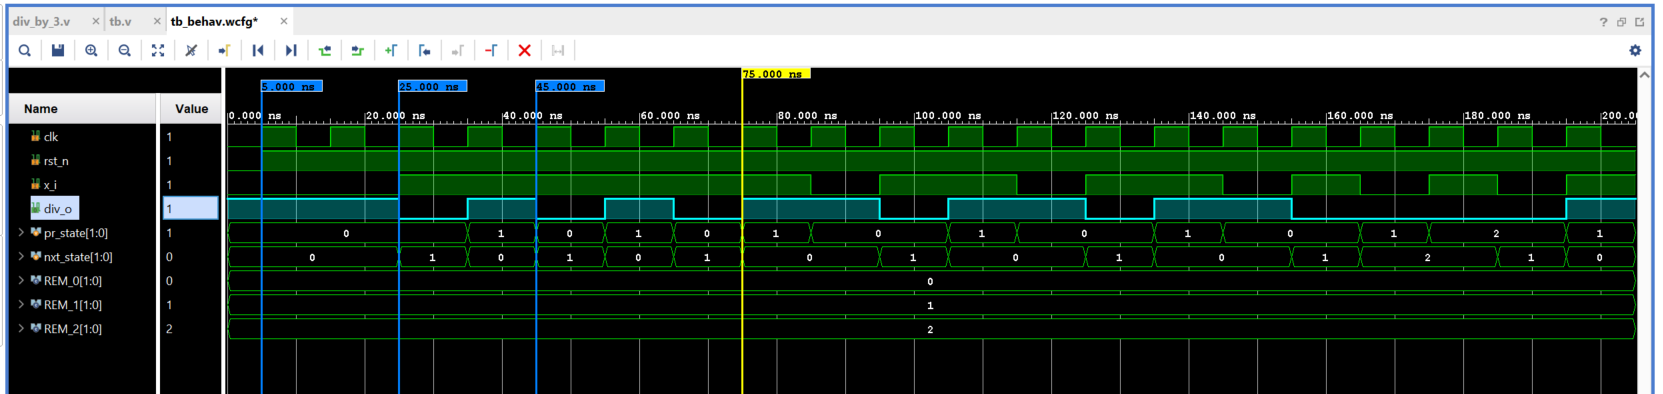 div_by_3.v × tb.v × tb_behav.wcfg* ×
75.000 ns
5.000 ns 25.000 ns 45.000 ns
Name Value
0.000 ns 20.000 ns 40.000 ns 60.000 ns 80.000 ns 100.000 ns 120.000 ns 140.000 ns 160.000 ns 180.000 ns 200.0
clk 1
rst_n 1
x_i 1
div_o 1
pr_state[1:0] 1 0 1 0 1 0 1 0 1 0 1 0 1 2 1
nxt_state[1:0] 0 0 1 0 1 0 1 0 1 0 1 0 1 2 1 0
REM_0[1:0] 0 0
REM_1[1:0] 1 1
REM_2[1:0] 2 2